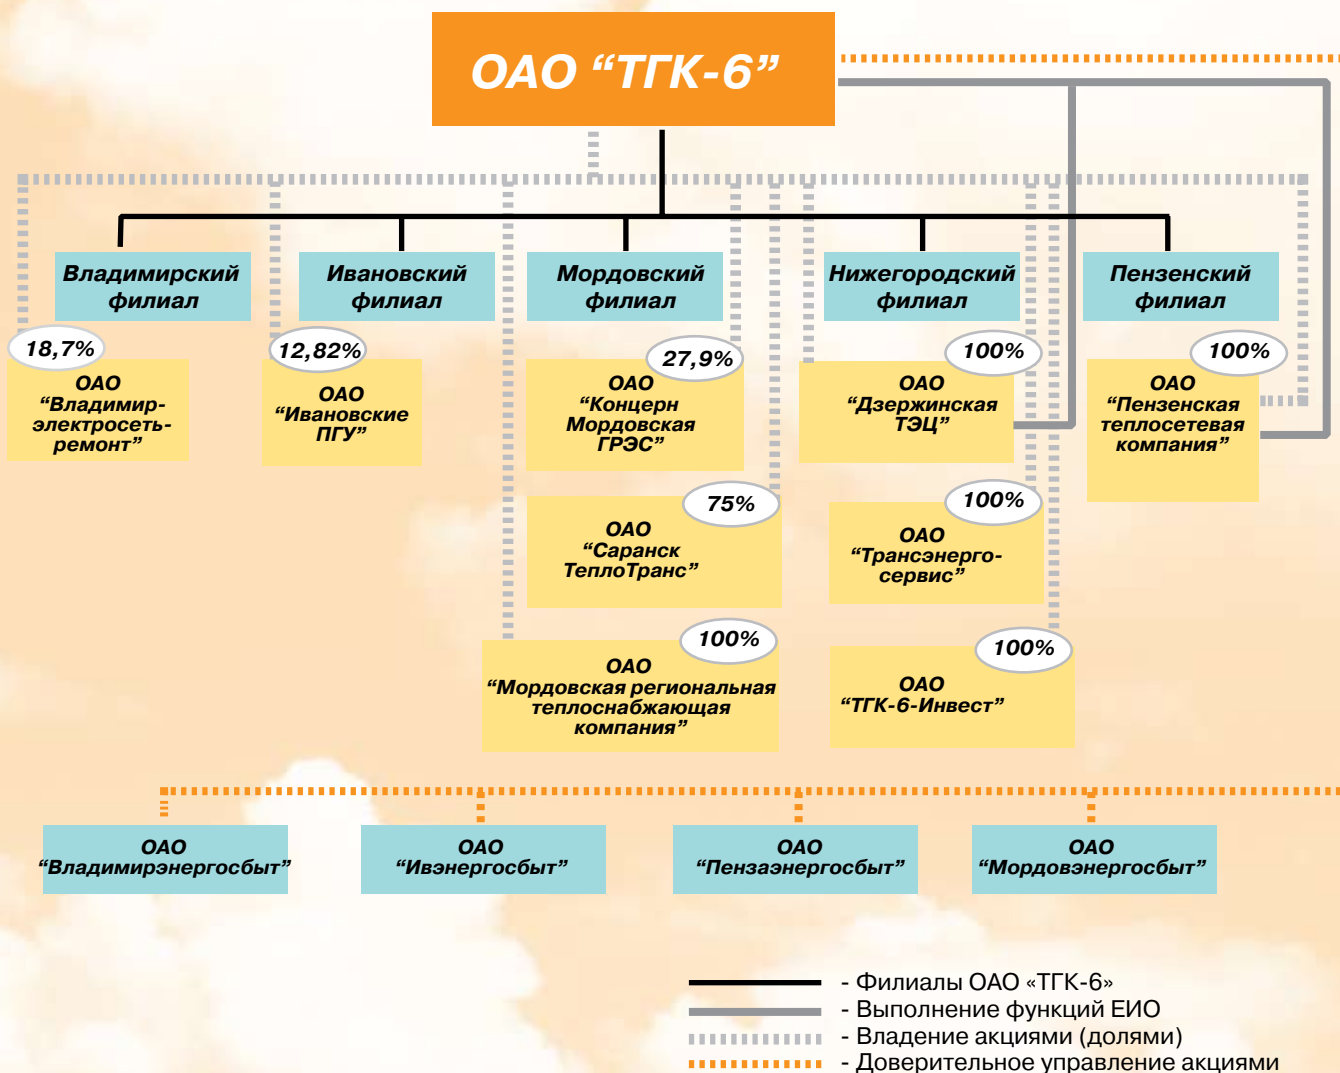 ОАО “ТГК-6”
Владимирский
филиал
Ивановский
филиал
Мордовский
филиал
Нижегородский
филиал
Пензенский
филиал
18,7%
ОАО
“Владимир-
электросеть-
ремонт”
12,82%
ОАО
“Ивановские
ПГУ”
27,9%
ОАО
“Концерн
Мордовская
ГРЭС”
100%
ОАО
“Дзержинская
ТЭЦ”
100%
ОАО
“Пензенская
теплосетевая
компания”
75%
ОАО
“Саранск
ТеплоТранс”
100%
ОАО
“Трансэнерго-
сервис”
100%
ОАО
“Мордовская региональная
теплоснабжающая
компания”
100%
ОАО
“ТГК-6-Инвест”
ОАО
“Владимирэнергосбыт”
ОАО
“Ивэнергосбыт”
ОАО
“Пензаэнергосбыт”
ОАО
“Мордовэнергосбыт”
- Филиалы ОАО «ТГК-6»
- Выполнение функций ЕИО
- Владение акциями (долями)
- Доверительное управление акциями